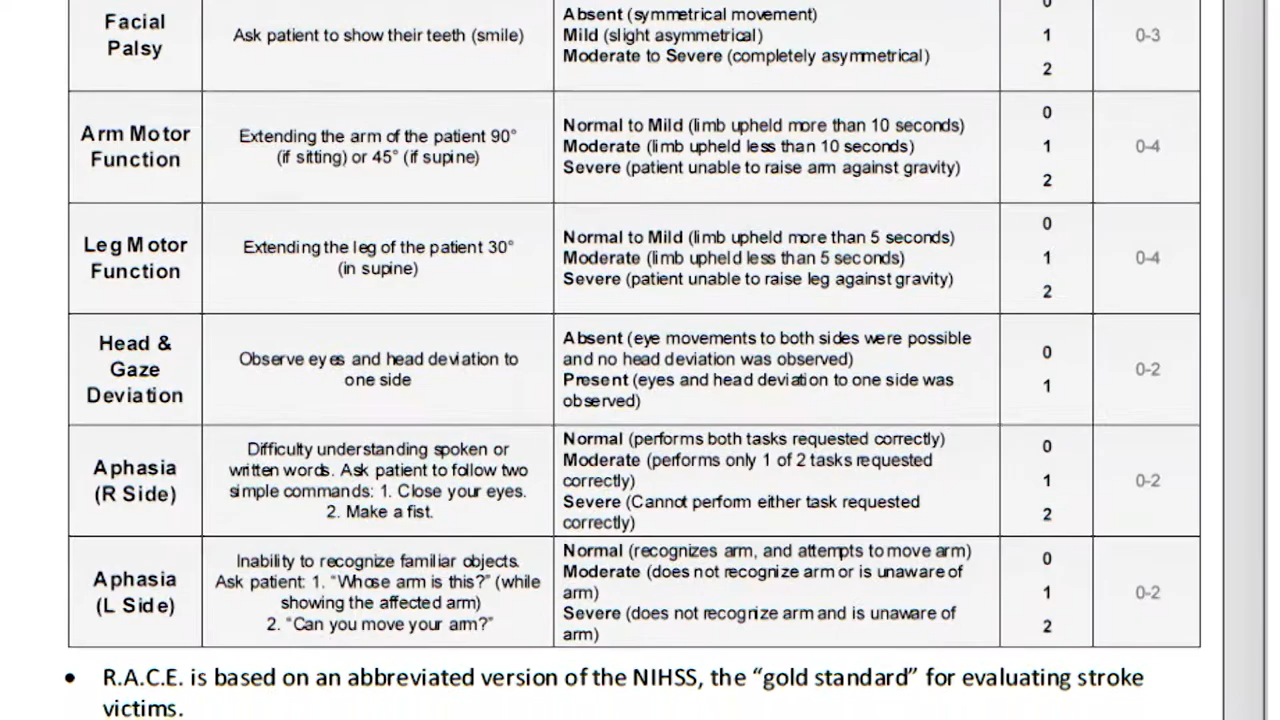 Facial
Palsy
Ask patient to show their teeth (smile)
Absent (symmetrical movement)
Mild (slight asymmetrical)
Moderate to Severe (completely asymmetrical)
0
1
2
0-3
Arm Motor
Function
Extending the arm of the patient 90°
(if sitting) or 45° (if supine)
Normal to Mild (limb upheld more than 10 seconds)
Moderate (limb upheld less than 10 seconds)
Severe (patient unable to raise arm against gravity)
0
1
2
0-4
Leg Motor
Function
Extending the leg of the patient 30°
(in supine)
Normal to Mild (limb upheld more than 5 seconds)
Moderate (limb upheld less than 5 seconds)
Severe (patient unable to raise leg against gravity)
0
1
2
0-4
Head &
Gaze
Deviation
Observe eyes and head deviation to
one side
Absent (eye movements to both sides were possible
and no head deviation was observed)
Present (eyes and head deviation to one side was
observed)
0
1
0-2
Aphasia
(R Side)
Difficulty understanding spoken or
written words. Ask patient to follow two
simple commands: 1. Close your eyes.
2. Make a fist.
Normal (performs both tasks requested correctly)
Moderate (performs only 1 of 2 tasks requested
correctly)
Severe (Cannot perform either task requested
correctly)
0
1
2
0-2
Aphasia
(L Side)
Inability to recognize familiar objects.
Ask patient: 1. "Whose arm is this?" (while
showing the affected arm)
2. "Can you move your arm?"
Normal (recognizes arm, and attempts to move arm)
Moderate (does not recognize arm or is unaware of
arm)
Severe (does not recognize arm and is unaware of
arm)
0
1
2
0-2
• R.A.C.E. is based on an abbreviated version of the NIHSS, the “gold standard” for evaluating stroke
victims.